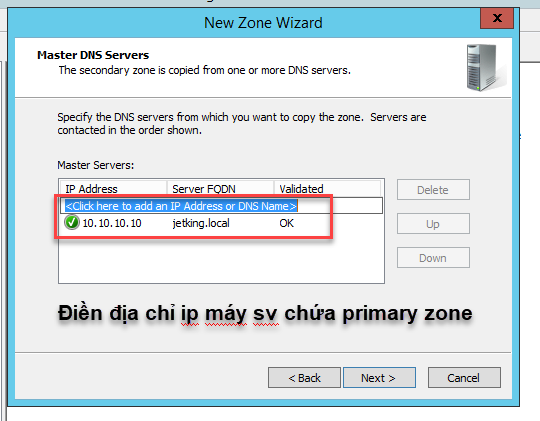 New Zone Wizard
Master DNS Servers
The secondary zone is copied from one or more DNS servers.
Specify the DNS servers from which you want to copy the zone. Servers are
contacted in the order shown.
Master Servers:
IP Address Server FQDN Validated
<Click here to add an IP Address or DNS Name>
10.10.10.10 jetking.local OK
Delete
Up
Down
Điền địa chỉ ip máy sv chứa primary zone
< Back Next > Cancel